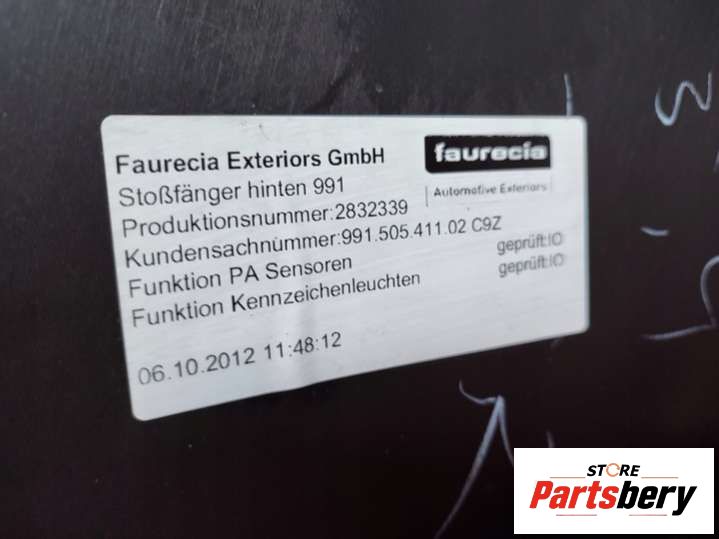 Faurecia Exteriors GmbH
faurecia
Automotive Exteriors
Stoßfänger hinten 991
Produktionsnummer:2832339
Kundensachnummer:991.505.411.02 C9Z
Funktion PA Sensoren geprüft:IO
Funktion Kennzeichenleuchten geprüft:IO
06.10.2012 11:48:12
STORE
Partsbery